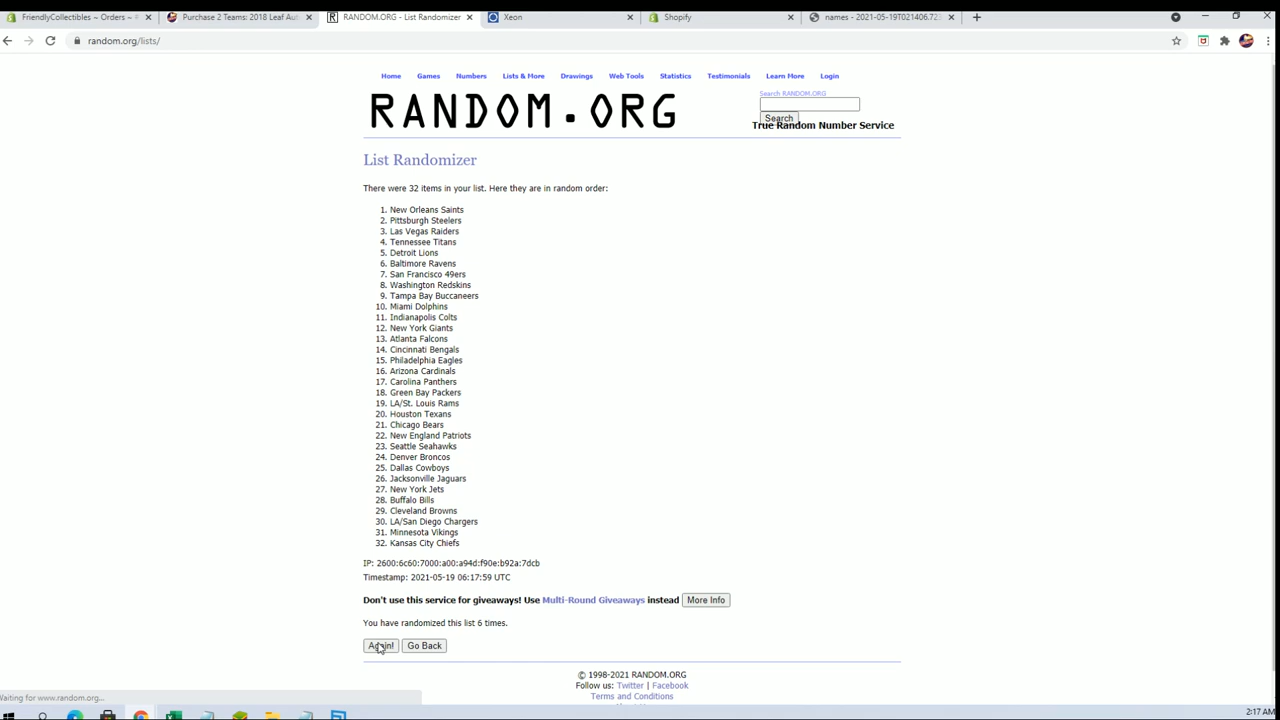 FriendlyCollectibles ~ Orders ~
Purchase 2 Teams: 2018 Leaf Aut
RANDOM.ORG - List Randomizer
Xeon
Shopify
names - 2021-05-19T021406.723
random.org/lists/
Home Games Numbers Lists & More Drawings Web Tools Statistics Testimonials Learn More Login
RANDOM.ORG
Search RANDOM.ORG
Search
True Random Number Service
List Randomizer
There were 32 items in your list. Here they are in random order:
1. New Orleans Saints
2. Pittsburgh Steelers
3. Las Vegas Raiders
4. Tennessee Titans
5. Detroit Lions
6. Baltimore Ravens
7. San Francisco 49ers
8. Washington Redskins
9. Tampa Bay Buccaneers
10. Miami Dolphins
11. Indianapolis Colts
12. New York Giants
13. Atlanta Falcons
14. Cincinnati Bengals
15. Philadelphia Eagles
16. Arizona Cardinals
17. Carolina Panthers
18. Green Bay Packers
19. LA/St. Louis Rams
20. Houston Texans
21. Chicago Bears
22. New England Patriots
23. Seattle Seahawks
24. Denver Broncos
25. Dallas Cowboys
26. Jacksonville Jaguars
27. New York Jets
28. Buffalo Bills
29. Cleveland Browns
30. LA/San Diego Chargers
31. Minnesota Vikings
32. Kansas City Chiefs
IP: 2600:6c60:7000:a00:a94d:f90e:b92a:7dcb
Timestamp: 2021-05-19 06:17:59 UTC
Don't use this service for giveaways! Use Multi-Round Giveaways instead More Info
You have randomized this list 6 times.
Again! Go Back
© 1998-2021 RANDOM.ORG
Follow us: Twitter | Facebook
Terms and Conditions
Waiting for www.random.org...
2:17 AM